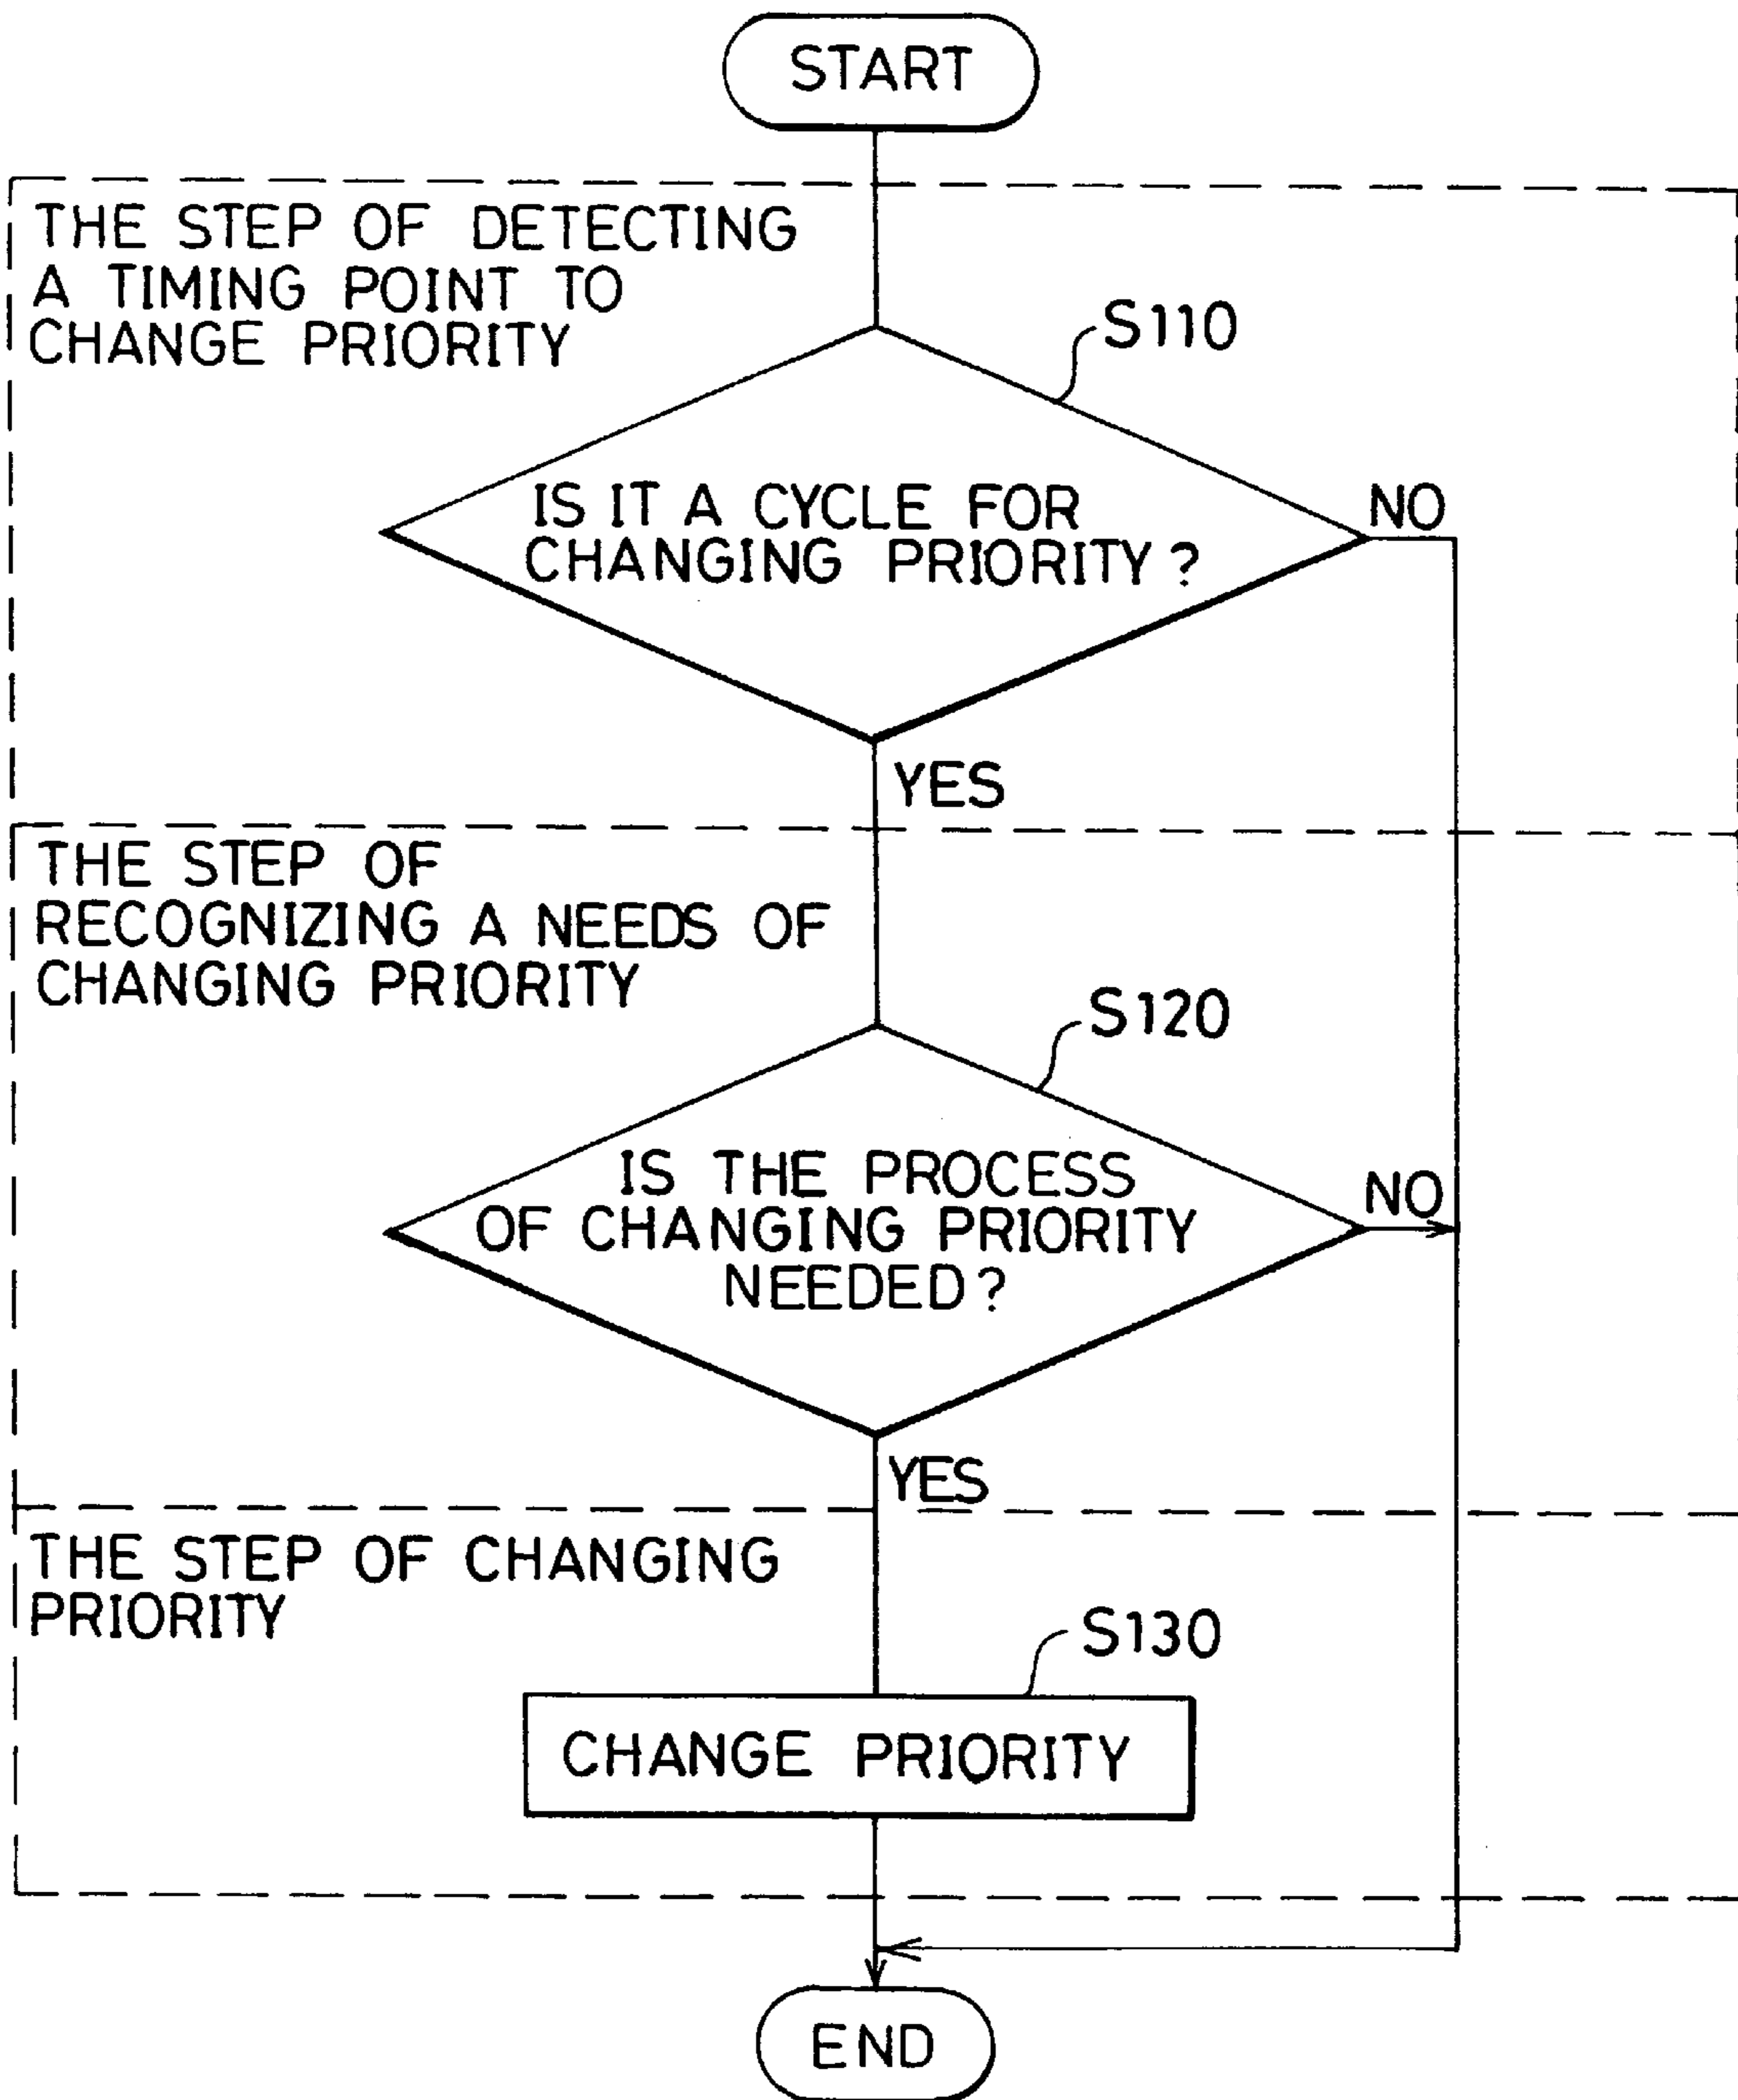 START
THE STEP OF DETECTING
A TIMING POINT TO
CHANGE PRIORITY
S110
IS IT A CYCLE FOR
CHANGING PRIORITY?
NO
YES
THE STEP OF
RECOGNIZING A NEEDS OF
CHANGING PRIORITY
S120
IS THE PROCESS
OF CHANGING PRIORITY
NEEDED?
NO
YES
THE STEP OF CHANGING
PRIORITY
S130
CHANGE PRIORITY
END